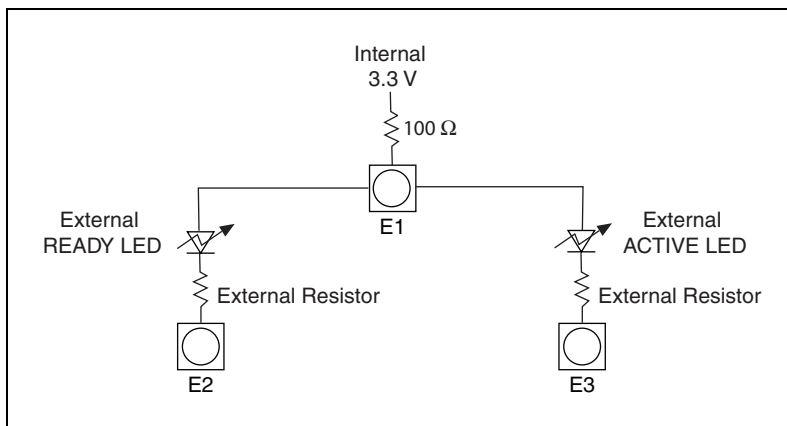 Internal
3.3 V
100 Ω
E1
External
READY LED
External
ACTIVE LED
External Resistor
External Resistor
E2
E3